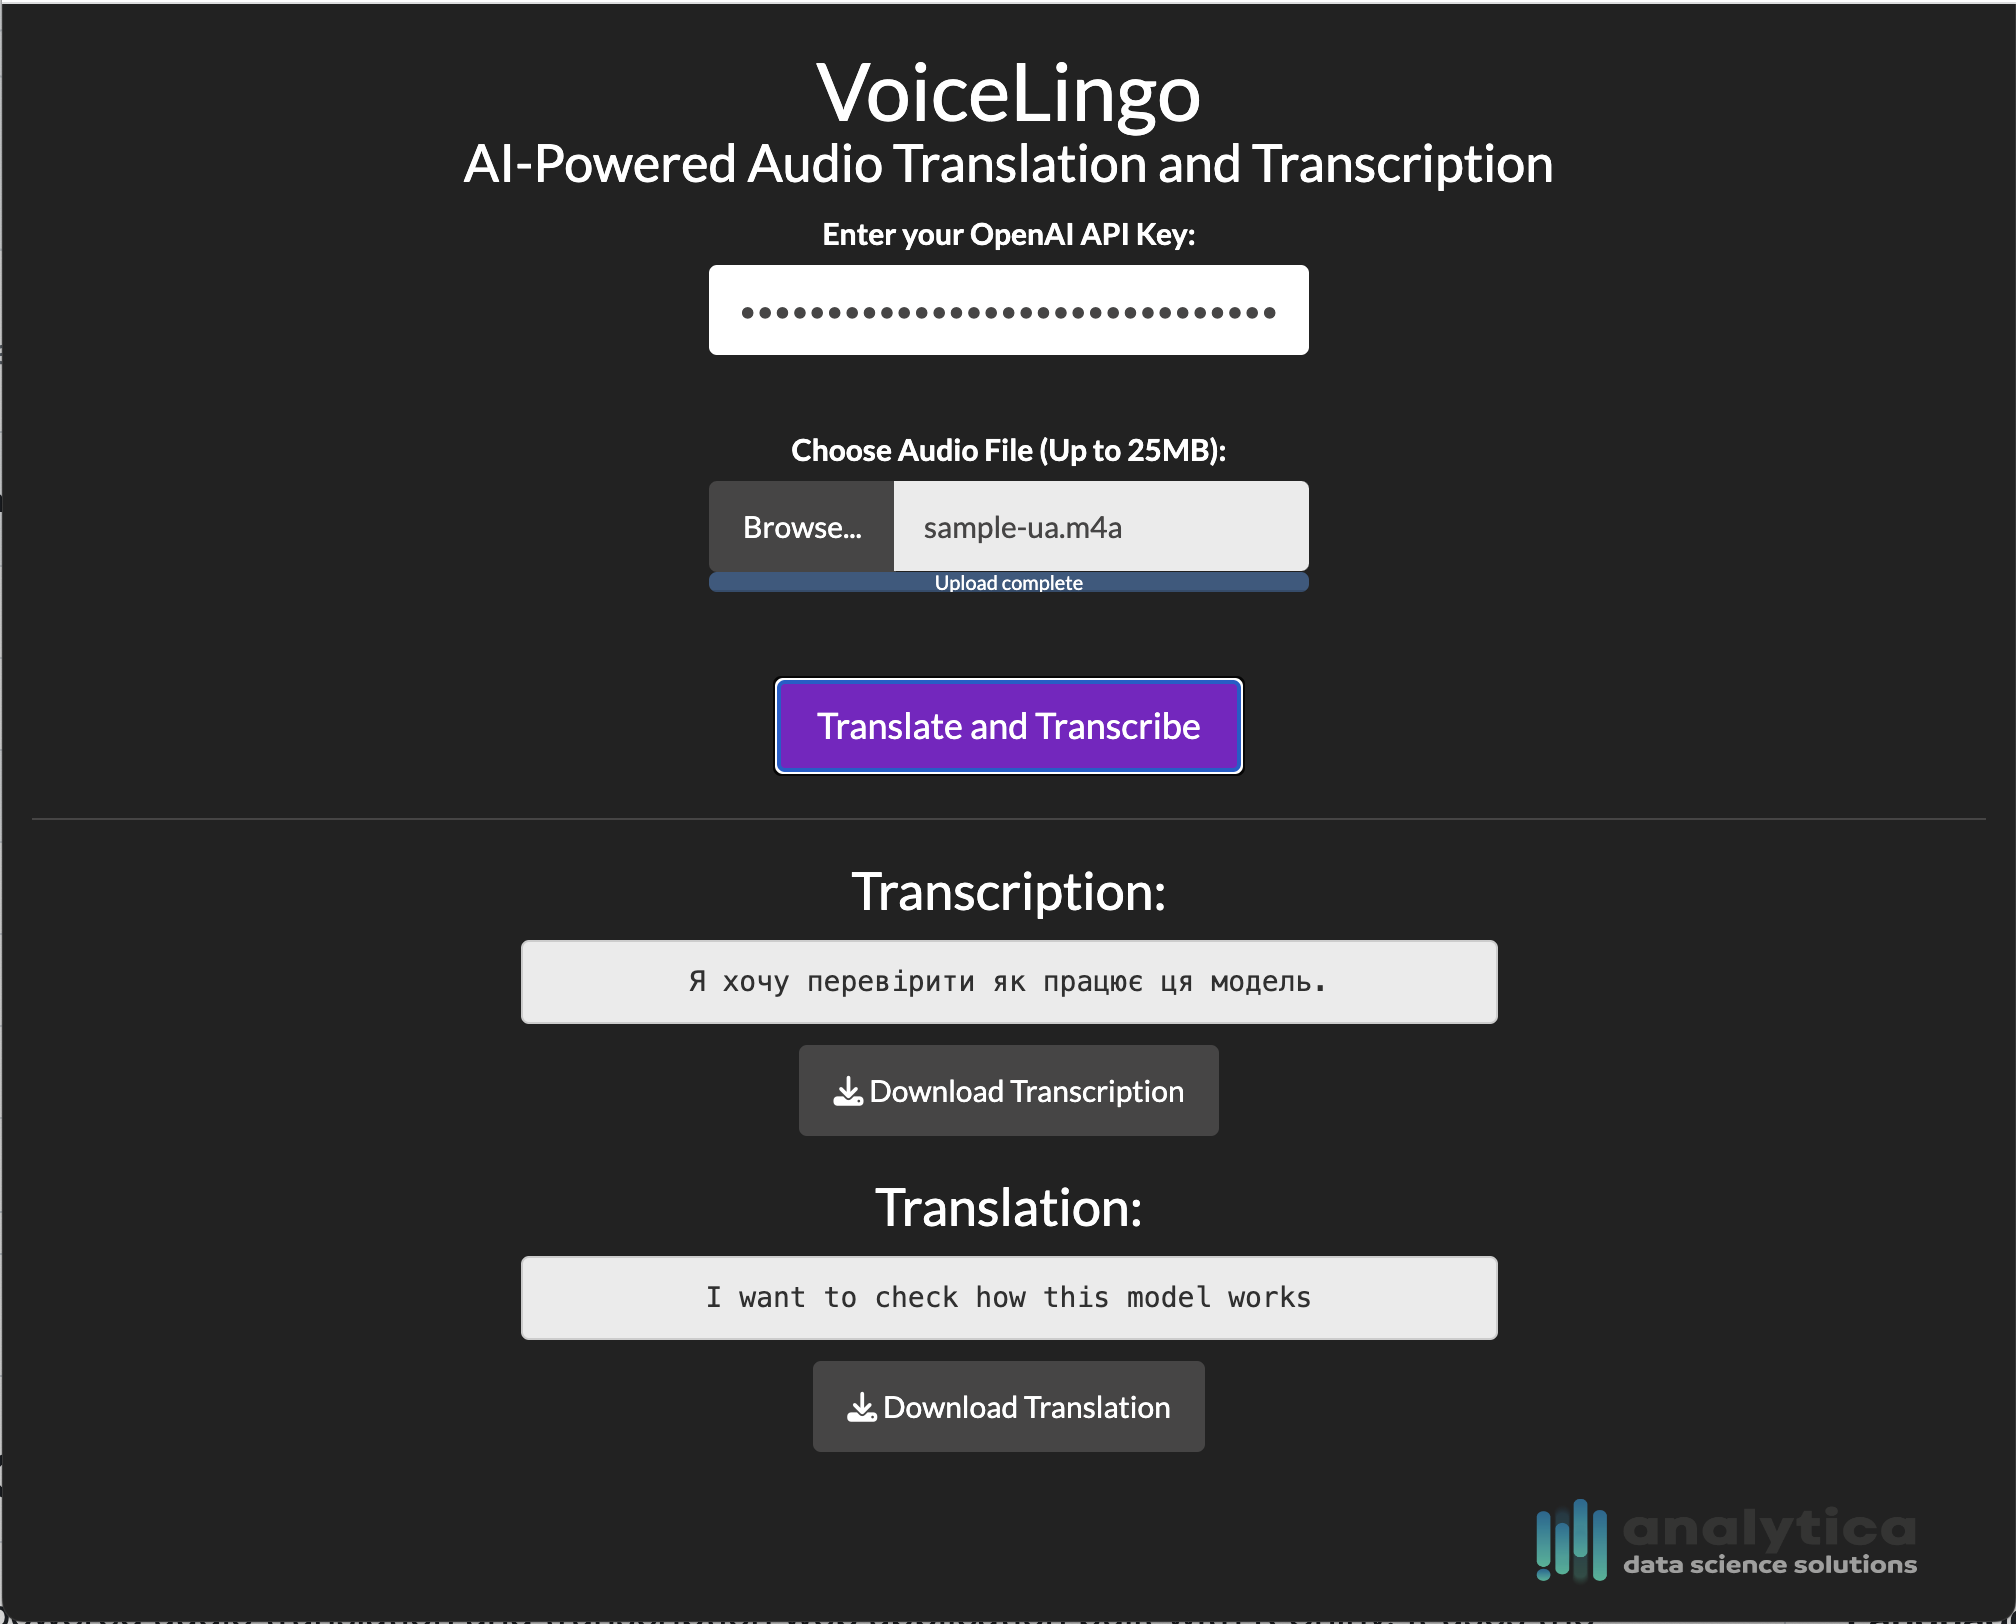 VoiceLingo
AI-Powered Audio Translation and Transcription
Enter your OpenAI API Key:
Choose Audio File (Up to 25MB):
Browse... sample-ua.m4a
Upload complete
Translate and Transcribe
Transcription:
Я хочу перевірити як працює ця модель.
Download Transcription
Translation:
I want to check how this model works
Download Translation
analytica
data science solutions